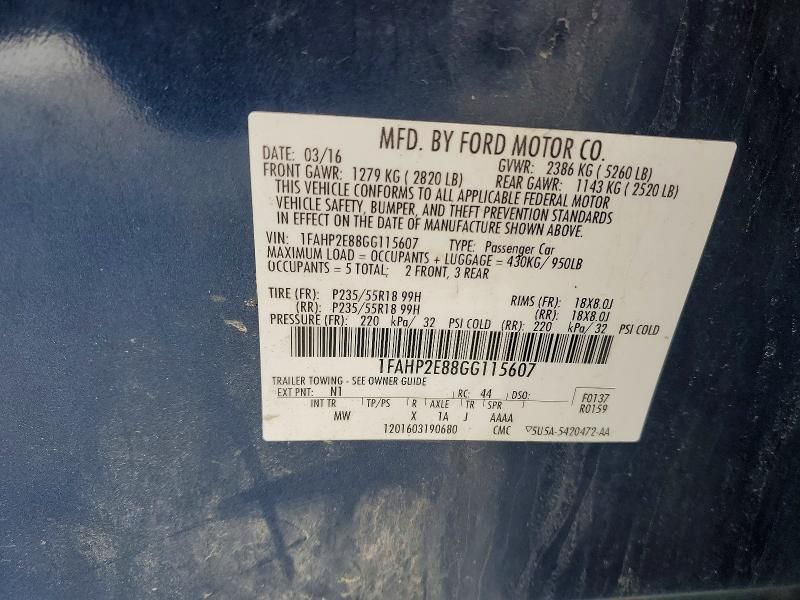 MFD. BY FORD MOTOR CO.
DATE: 03/16 GVWR: 2386 KG ( 5260 LB)
FRONT GAWR: 1279 KG ( 2820 LB) REAR GAWR: 1143 KG ( 2520 LB)
THIS VEHICLE CONFORMS TO ALL APPLICABLE FEDERAL MOTOR
VEHICLE SAFETY, BUMPER, AND THEFT PREVENTION STANDARDS
IN EFFECT ON THE DATE OF MANUFACTURE SHOWN ABOVE.
VIN: 1FAHP2E88GG115607 TYPE: Passenger Car
MAXIMUM LOAD = OCCUPANTS + LUGGAGE = 430KG/ 950LB
OCCUPANTS = 5 TOTAL; 2 FRONT, 3 REAR
TIRE (FR): P235/55R18 99H RIMS (FR): 18X8.0J
(RR): P235/55R18 99H (RR): 18X8.0J
PRESSURE (FR): 220 kPa/ 32 PSI COLD (RR): 220 kPa/ 32 PSI COLD
1FAHP2E88GG115607
TRAILER TOWING - SEE OWNER GUIDE
EXT PNT: N1 RC: 44 DSO: F0137
INT TR TP/PS R AXLE TR SPR R0159
MW X 1A J AAAA
1201603190680 CMC ▽5U5A-5420472-AA